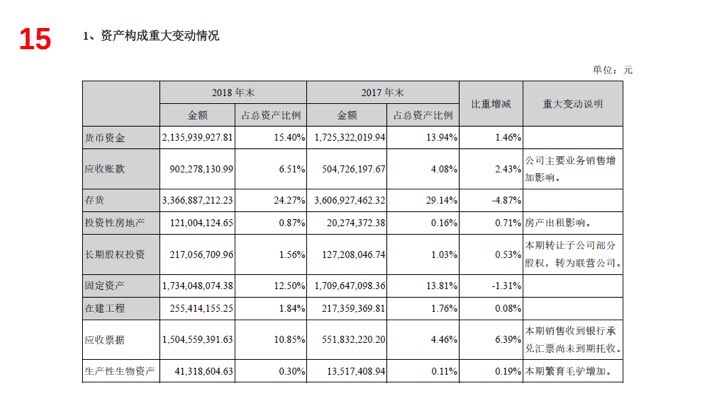 15
1、资产构成重大变动情况
单位：元
2018 年末 2017 年末 比重增减 重大变动说明
金额 占总资产比例 金额 占总资产比例
货币资金 2,135,939,927.81 15.40% 1,725,322,019.94 13.94% 1.46%
应收账款 902,278,130.99 6.51% 504,726,197.67 4.08% 2.43% 公司主要业务销售增
加影响。
存货 3,366,887,212.23 24.27% 3,606,927,462.32 29.14% -4.87%
投资性房地产 121,004,124.65 0.87% 20,274,372.38 0.16% 0.71% 房产出租影响。
长期股权投资 217,056,709.96 1.56% 127,208,046.74 1.03% 0.53% 本期转让子公司部分
股权，转为联营公司。
固定资产 1,734,048,074.38 12.50% 1,709,647,098.36 13.81% -1.31%
在建工程 255,414,155.25 1.84% 217,359,369.81 1.76% 0.08%
应收票据 1,504,559,391.63 10.85% 551,832,220.20 4.46% 6.39% 本期销售收到银行承
兑汇票尚未到期托收。
生产性生物资产 41,318,604.63 0.30% 13,517,408.94 0.11% 0.19% 本期繁育毛驴增加。